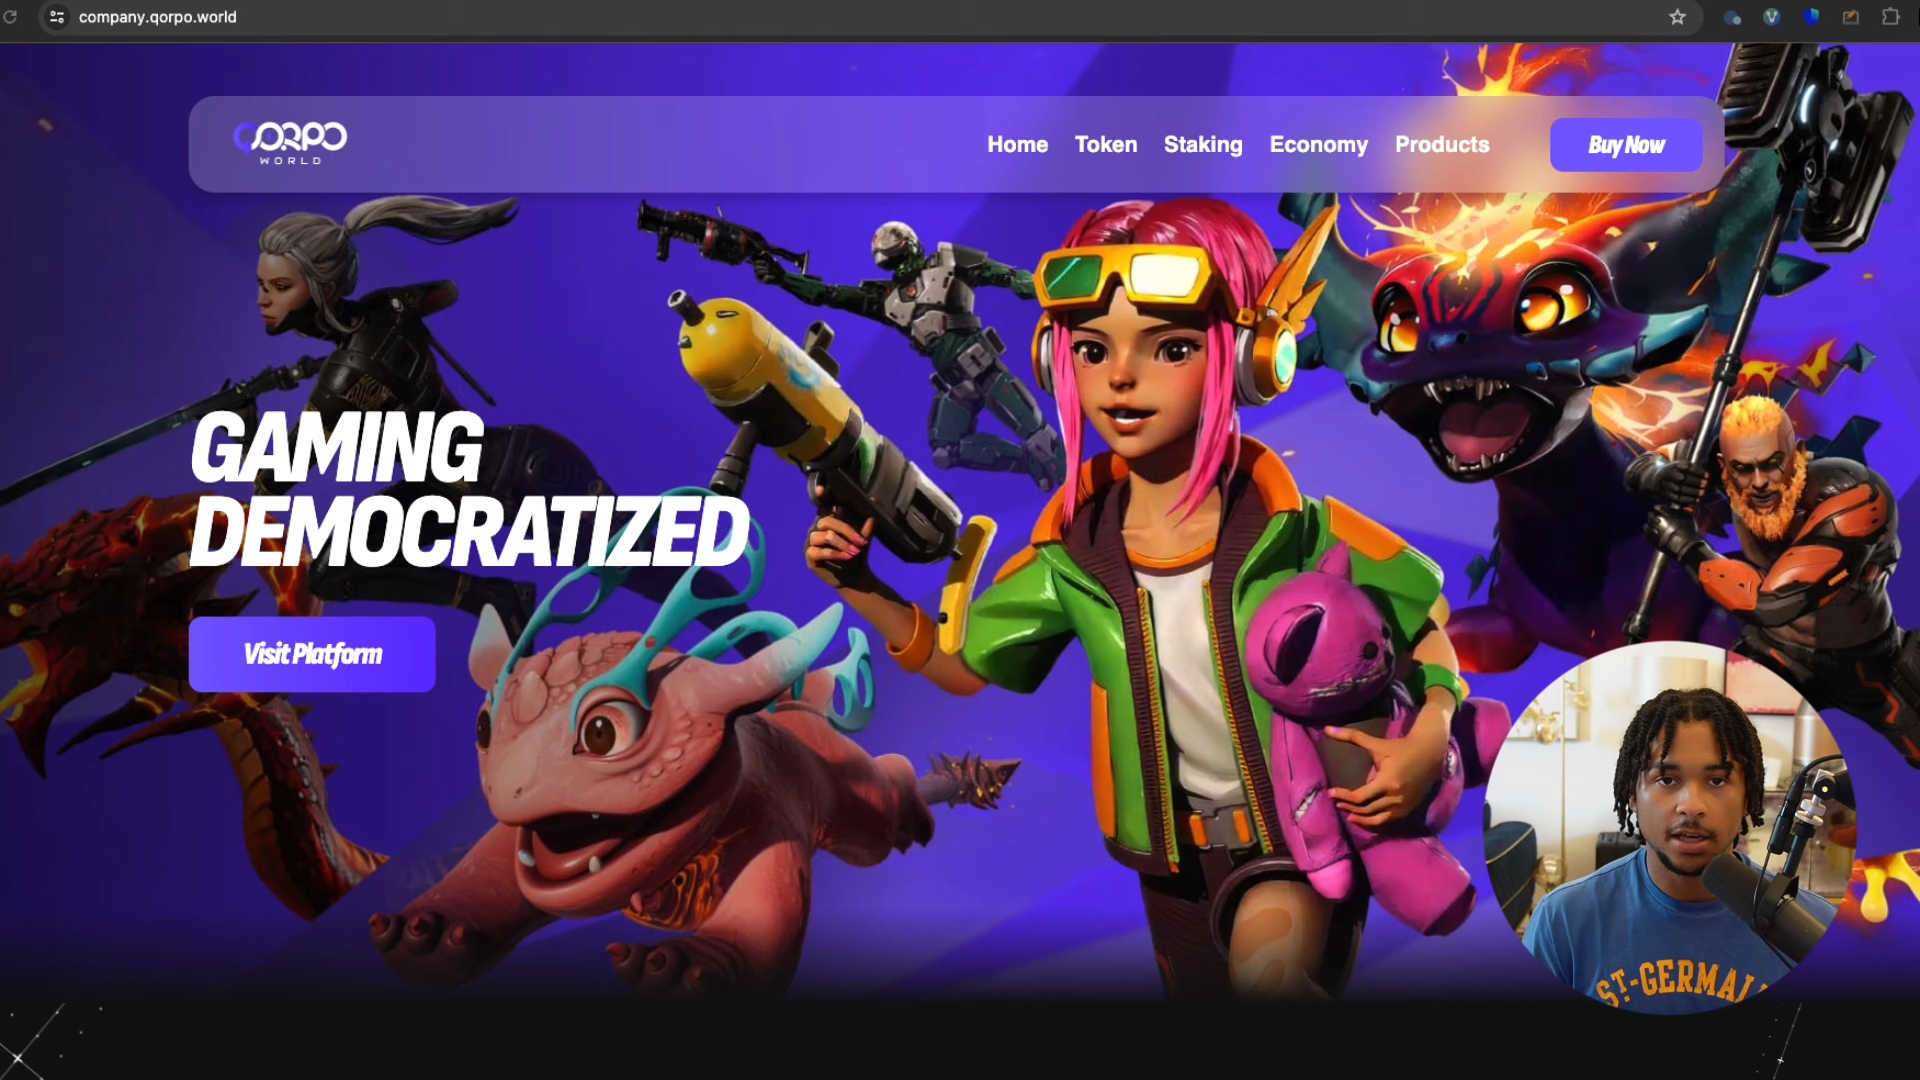 company.qorpo.world
QORPO
WORLD
Home
Token
Staking
Economy
Products
Buy Now
GAMING
DEMOCRATIZED
Visit Platform
ST-GERMAI